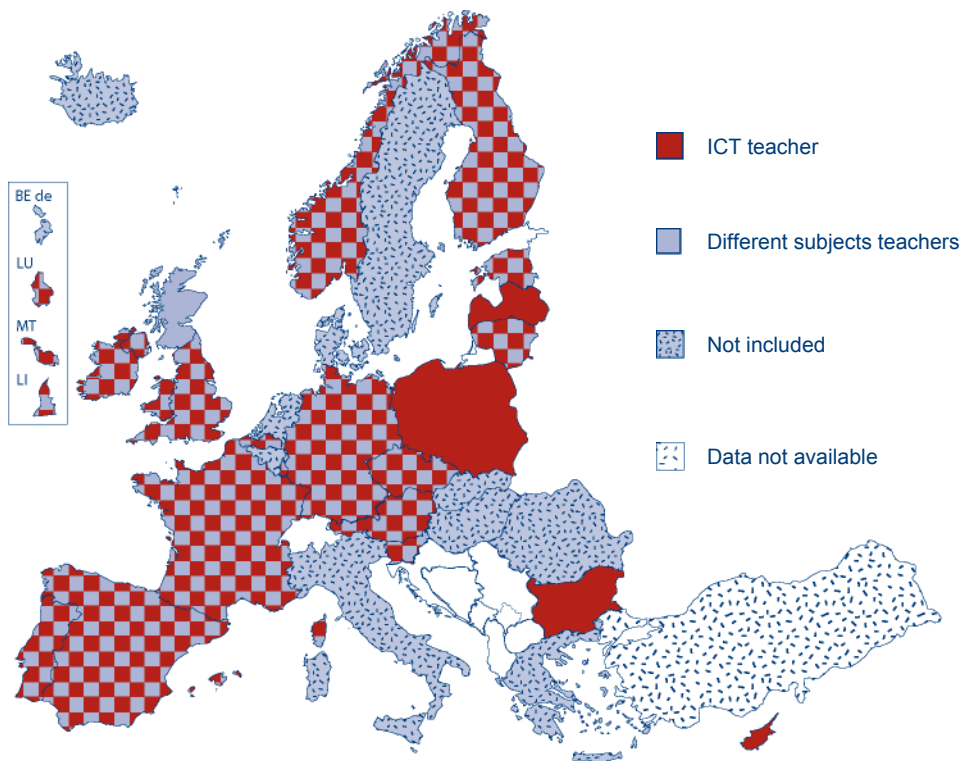 BE de
LU
MT
LI
ICT teacher
Different subjects teachers
Not included
Data not available